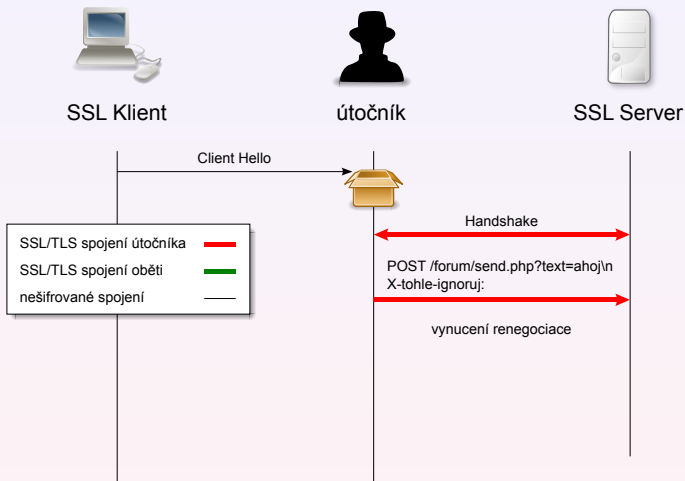 SSL Klient
útočník
SSL Server
Client Hello
Handshake
SSL/TLS spojení útočníka
SSL/TLS spojení oběti
nešifrované spojení
POST /forum/send.php?text=ahoj\n
X-tohle-ignoruj:
vynucení renegociace